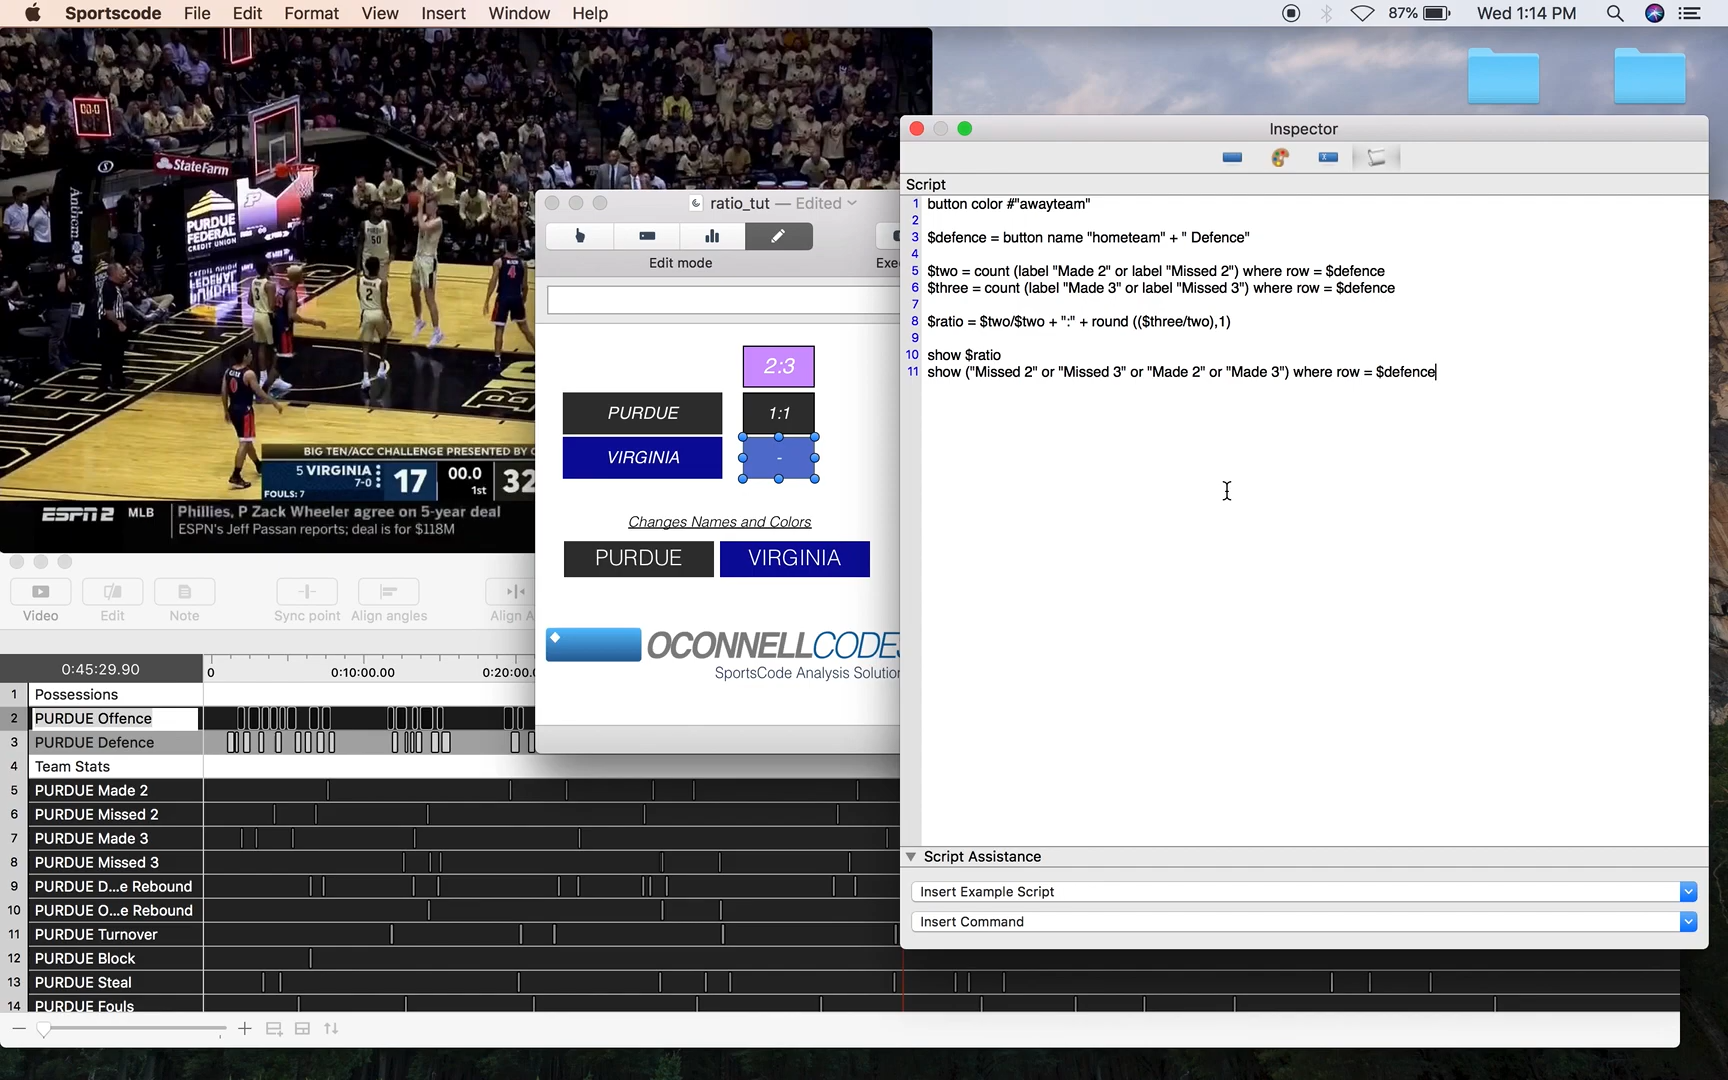 Sportscode File Edit Format View Insert Window Help
87% Wed 1:14 PM
StateFarm
PURDUE
FEDERAL
CREDIT UNION
BIG TEN/ACC CHALLENGE PRESENTED BY
5 VIRGINIA 17 00.0 32
7-0 1st
FOULS: 7
ESPN2 MLB Phillies, P Zack Wheeler agree on 5-year deal
ESPN's Jeff Passan reports; deal is for $118M
ratio_tut — Edited
Edit mode
2:3
PURDUE 1:1
VIRGINIA -
Changes Names and Colors
PURDUE VIRGINIA
OCONNELLCODES
SportsCode Analysis
Inspector
Script
1 button color #"awayteam"
2
3 $defence = button name "hometeam" + " Defence"
4
5 $two = count (label "Made 2" or label "Missed 2") where row = $defence
6 $three = count (label "Made 3" or label "Missed 3") where row = $defence
7
8 $ratio = $two/$two + ":" + round (($three/two),1)
9
10 show $ratio
11 show ("Missed 2" or "Missed 3" or "Made 2" or "Made 3") where row = $defence
Script Assistance
Insert Example Script
Insert Command
Video Edit Note Sync point Align angles Align
0:45:29.90 0 0:10:00.00 0:20:00.
1 Possessions
2 PURDUE Offence
3 PURDUE Defence
4 Team Stats
5 PURDUE Made 2
6 PURDUE Missed 2
7 PURDUE Made 3
8 PURDUE Missed 3
9 PURDUE D...e Rebound
10 PURDUE O...e Rebound
11 PURDUE Turnover
12 PURDUE Block
13 PURDUE Steal
14 PURDUE Fouls